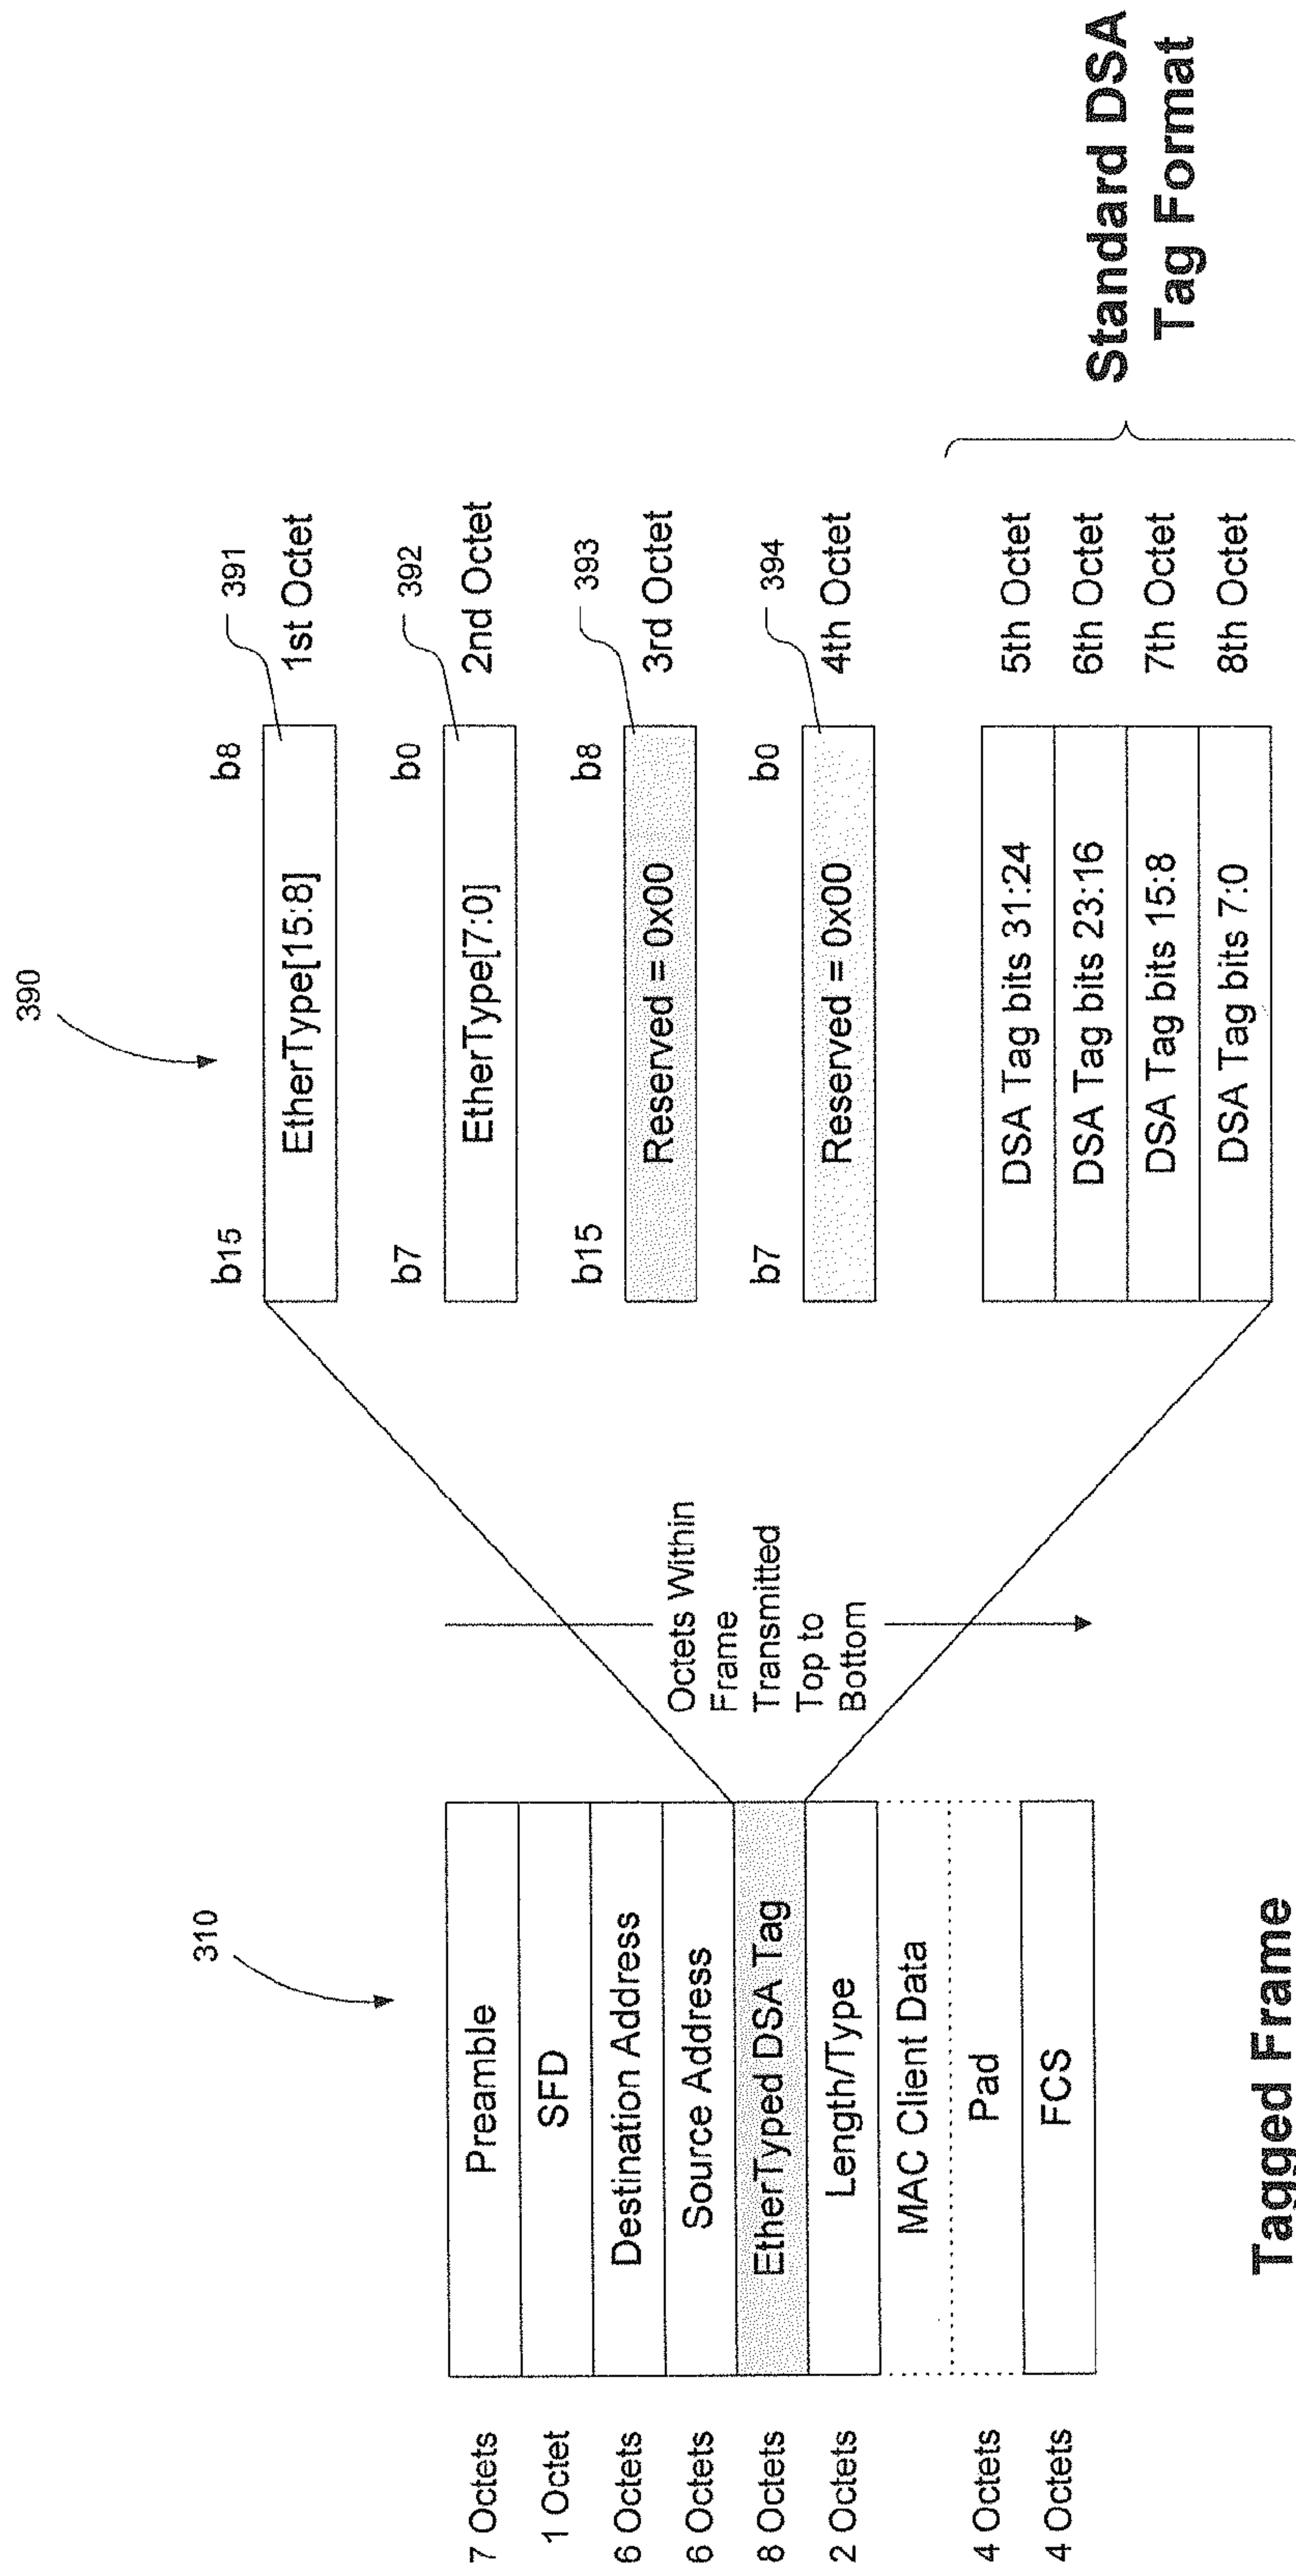 310
7 Octets Preamble
1 Octet SFD
6 Octets Destination Address
6 Octets Source Address
8 Octets EtherTyped DSA Tag
2 Octets Length/Type
MAC Client Data
4 Octets Pad
4 Octets FCS
Tagged Frame
Octets Within
Frame
Transmitted
Top to
Bottom
390
b15 b8
391
EtherType[15:8] 1st Octet
b7 b0
392
EtherType[7:0] 2nd Octet
b15 b8
393
Reserved = 0x00 3rd Octet
b7 b0
394
Reserved = 0x00 4th Octet
DSA Tag bits 31:24 5th Octet
DSA Tag bits 23:16 6th Octet
DSA Tag bits 15:8 7th Octet
DSA Tag bits 7:0 8th Octet
Standard DSA
Tag Format